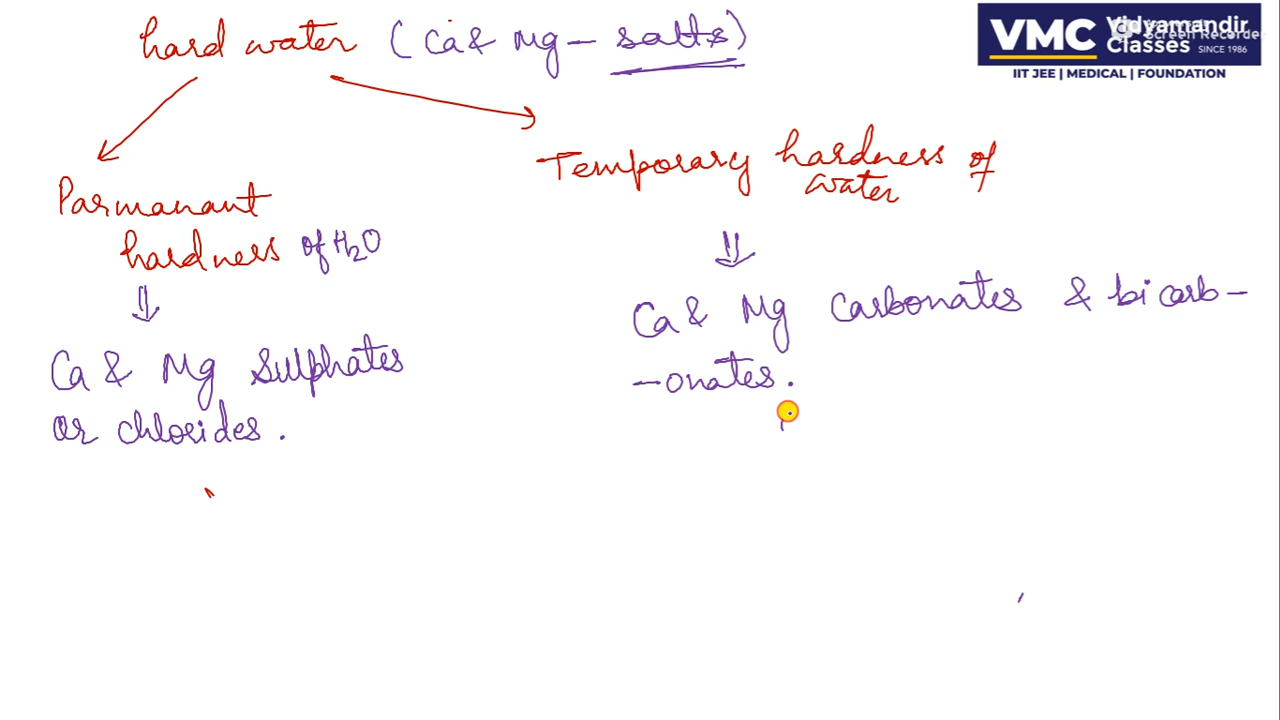 hard water (Ca & Mg - salts)
VMC Vidyamandir Classes SINCE 1986
IIT JEE | MEDICAL | FOUNDATION
Temporary hardness of
water
Parmanant
hardness of H₂O
Ca & Mg Carbonates & bicarb-
-onates.
Ca & Mg Sulphates
or chlorides.